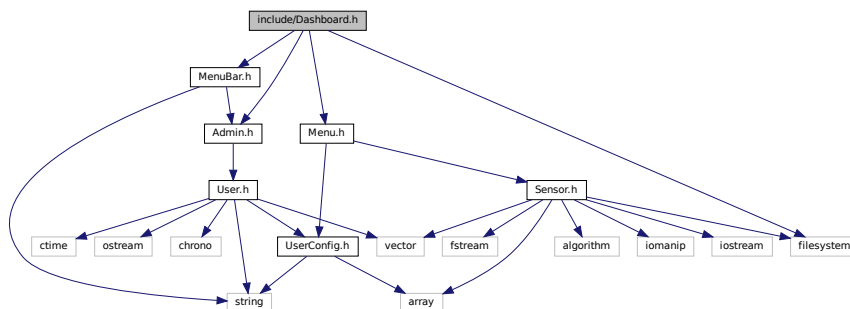 include/Dashboard.h
MenuBar.h
Admin.h
Menu.h
User.h
Sensor.h
ctime
ostream
chrono
UserConfig.h
vector
fstream
algorithm
iomanip
iostream
filesystem
string
array